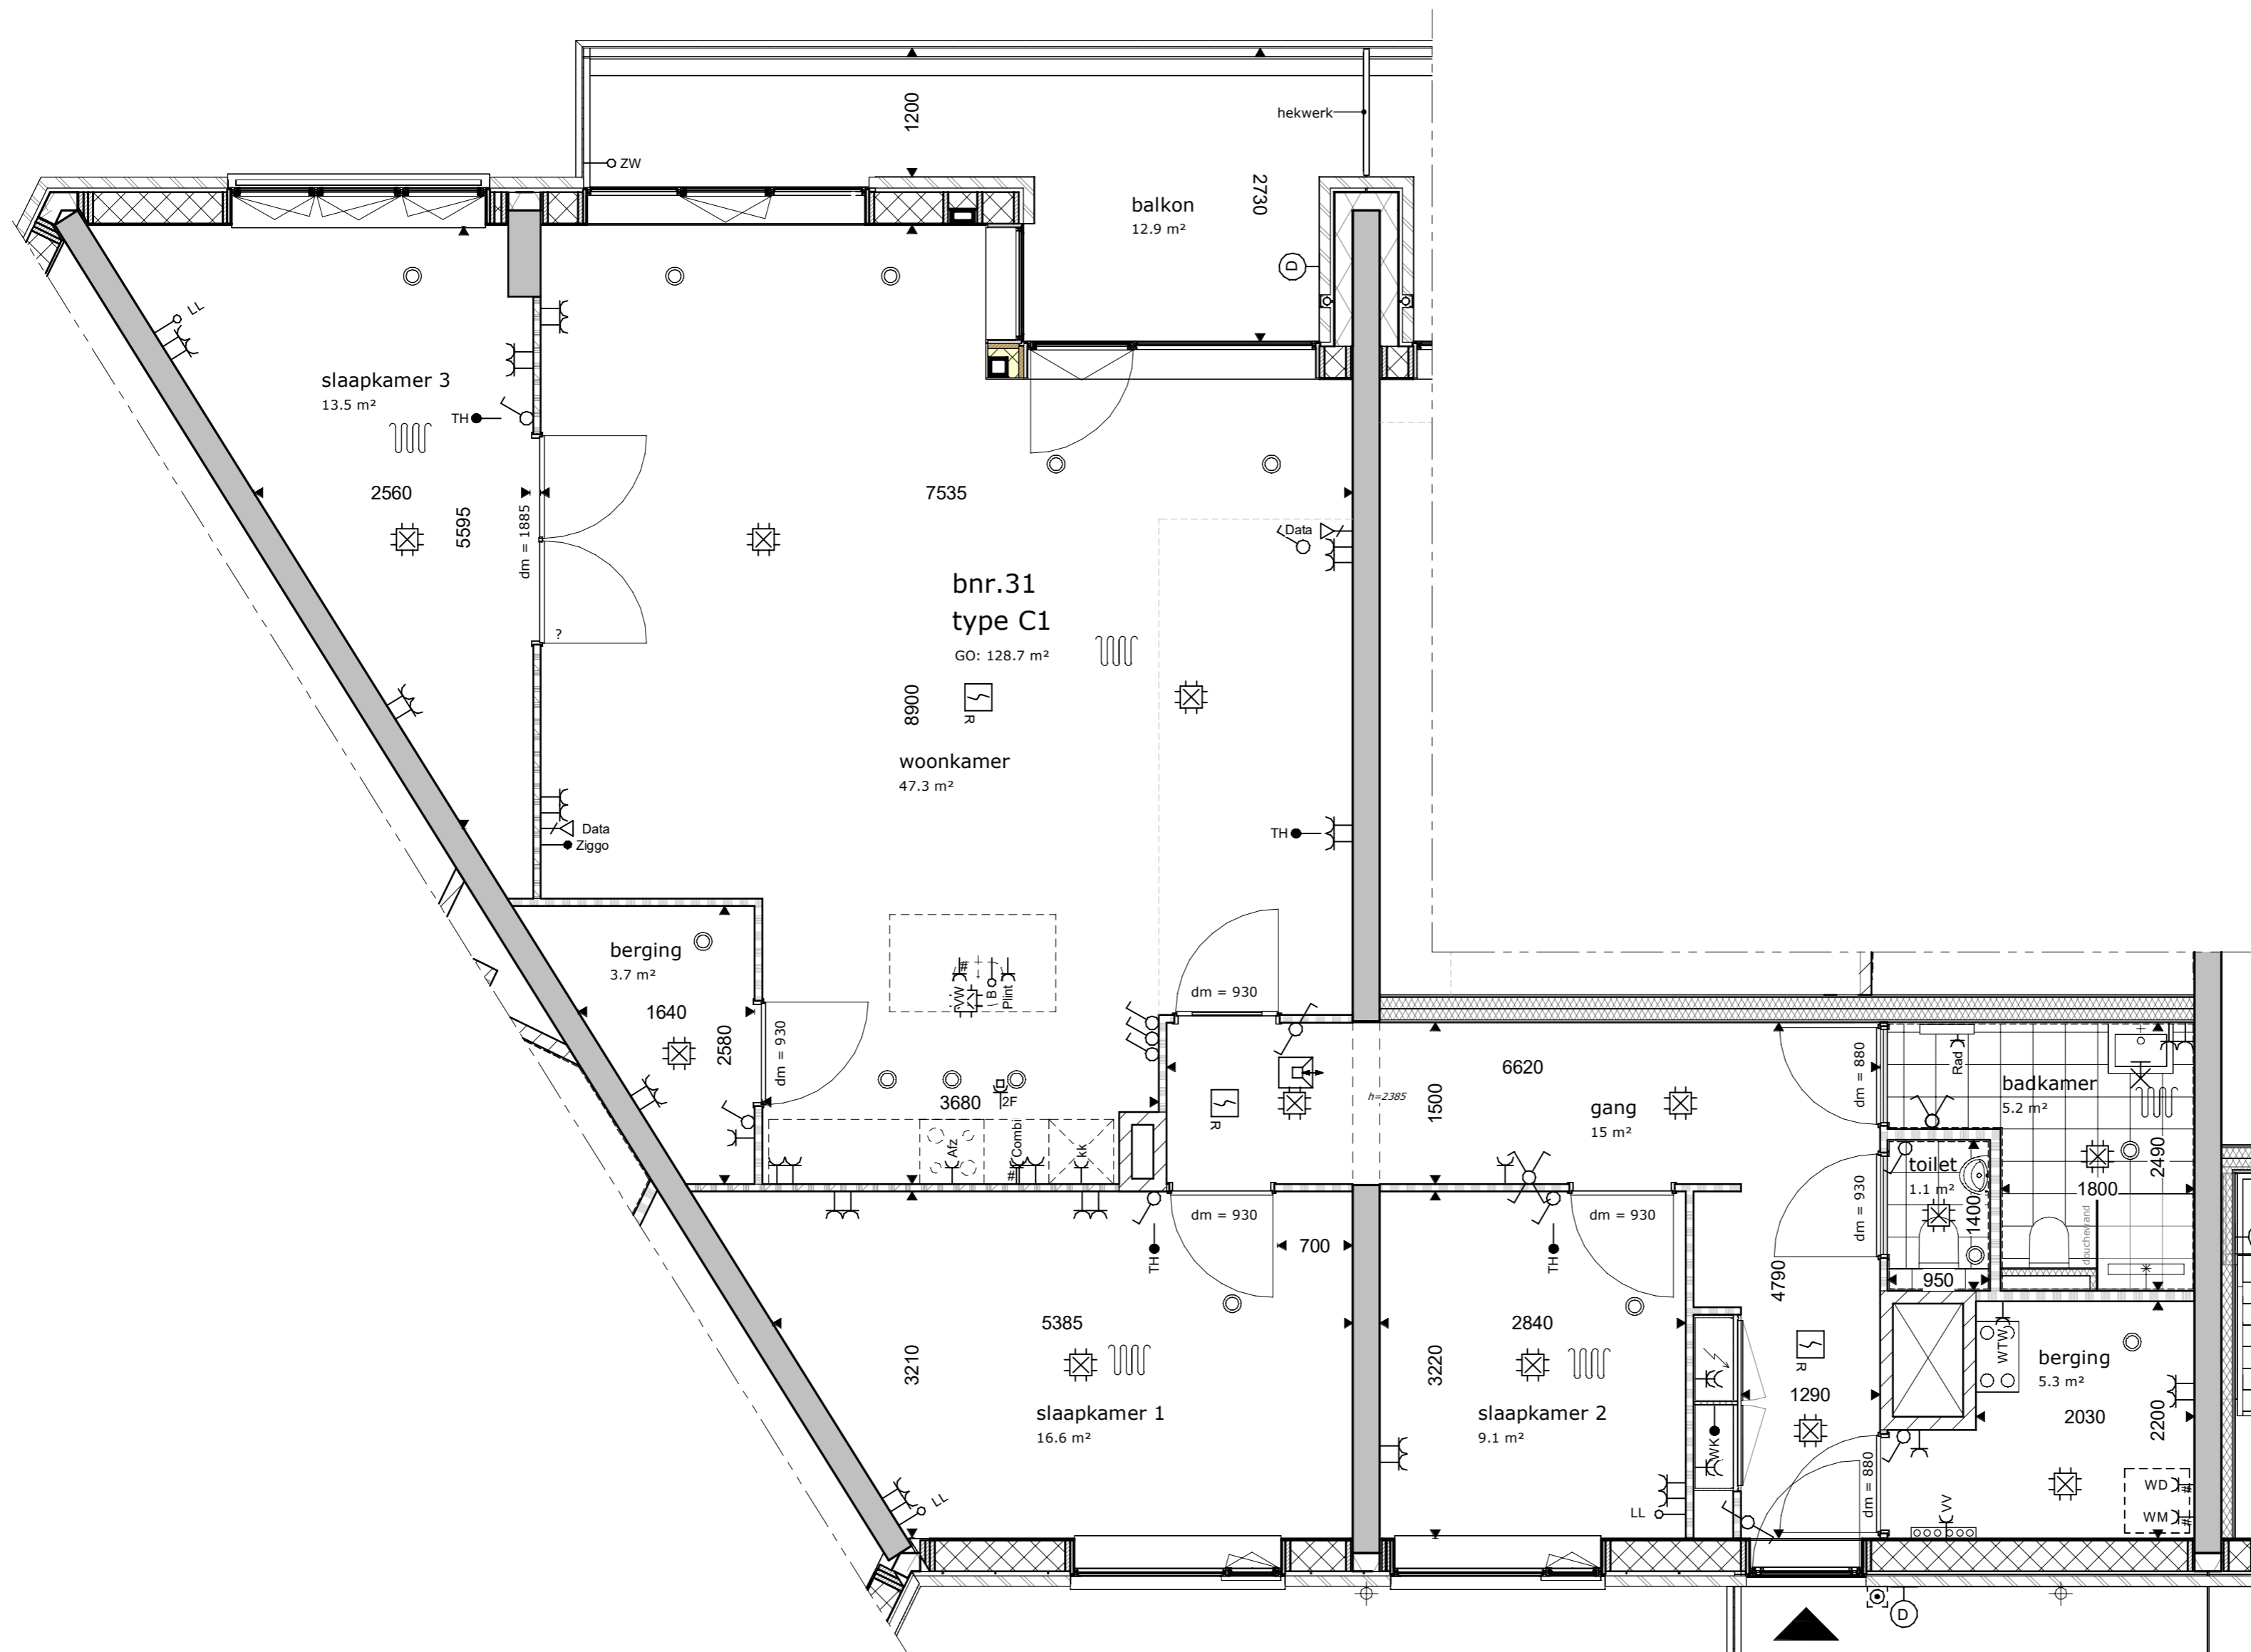 1200
hekwerk
ZW
2730
balkon
12.9 m²
D
LL
slaapkamer 3
13.5 m²
TH
2560
5595
dm = 1885
7535
Data
bnr.31
type C1
GO: 128.7 m²
?
8900
R
woonkamer
47.3 m²
Data
Ziggo
TH
berging
3.7 m²
1640
2580
dm = 930
#
VW
B
Plint
dm = 930
3680
2F
Afz
#
Combi
kk
R
h=2385
1500
6620
gang
15 m²
dm = 880
Rad
badkamer
5.2 m²
2490
1800
douchewand
toilet
1.1 m²
1400
950
dm = 930
dm = 930
700
TH
dm = 930
TH
4790
5385
3210
slaapkamer 1
16.6 m²
LL
2840
3220
slaapkamer 2
9.1 m²
LL
WK
R
1290
dm = 880
WTW
berging
5.3 m²
2030
2200
VV
WD
#
WM
#
D